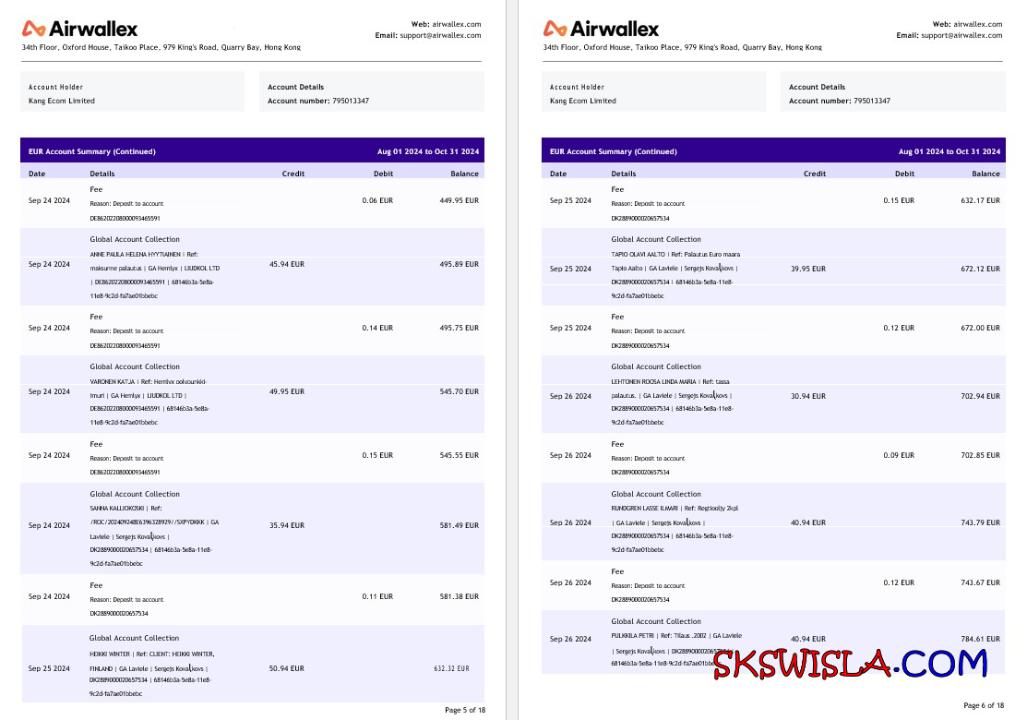 Airwallex
Web: airwallex.com
Email: support@airwallex.com
34th Floor, Oxford House, Taikoo Place, 979 King's Road, Quarry Bay, Hong Kong
Account Holder
Kang Ecom Limited
Account Details
Account number: 795013347
EUR Account Summary (Continued) Aug 01 2024 to Oct 31 2024
Date Details Credit Debit Balance
Fee
Sep 24 2024 Reason: Deposit to account 0.06 EUR 449.95 EUR
DE86202208000093465591
Global Account Collection
ANNE PAULA HELENA HYYTIAINEN | Ref:
Sep 24 2024 maksunne palautus | GA Hemlyx | LIUDKOL LTD 45.94 EUR 495.89 EUR
| DE86202208000093465591 | 68146b3a-5e8a-
11e8-9c2d-fa7ae01bbebc
Fee
Sep 24 2024 Reason: Deposit to account 0.14 EUR 495.75 EUR
DE86202208000093465591
Global Account Collection
VARONEN KATJA | Ref: Hemlyx polvounkki-
Sep 24 2024 imuri | GA Hemlyx | LIUDKOL LTD | 49.95 EUR 545.70 EUR
DE86202208000093465591 | 68146b3a-5e8a-
11e8-9c2d-fa7ae01bbebc
Fee
Sep 24 2024 Reason: Deposit to account 0.15 EUR 545.55 EUR
DE86202208000093465591
Global Account Collection
SANNA KALLIOKOSKI | Ref:
Sep 24 2024 | GA 35.94 EUR 581.49 EUR
Laviele | Sergejs Kovaļkovs |
DK2889000020657534 | 68146b3a-5e8a-11e8-
9c2d-fa7ae01bbebc
Fee
Sep 24 2024 Reason: Deposit to account 0.11 EUR 581.38 EUR
DK2889000020657534
Global Account Collection
HEIKKI WINTER | Ref: CLIENT: HEIKKI WINTER,
Sep 25 2024 FINLAND | GA Laviele | Sergejs Kovaļkovs | 50.94 EUR 632.32 EUR
DK2889000020657534 | 68146b3a-5e8a-11e8-
9c2d-fa7ae01bbebc
Page 5 of 18
Airwallex
Web: airwallex.com
Email: support@airwallex.com
34th Floor, Oxford House, Taikoo Place, 979 King's Road, Quarry Bay, Hong Kong
Account Holder
Kang Ecom Limited
Account Details
Account number: 795013347
EUR Account Summary (Continued) Aug 01 2024 to Oct 31 2024
Date Details Credit Debit Balance
Fee
Sep 25 2024 Reason: Deposit to account 0.15 EUR 632.17 EUR
DK2889000020657534
Global Account Collection
TAPIO OLAVI AALTO | Ref: Palautus Euro maara
Sep 25 2024 Tapio Aalto | GA Laviele | Sergejs Kovaļkovs | 39.95 EUR 672.12 EUR
DK2889000020657534 | 68146b3a-5e8a-11e8-
9c2d-fa7ae01bbebc
Fee
Sep 25 2024 Reason: Deposit to account 0.12 EUR 672.00 EUR
DK2889000020657534
Global Account Collection
LEHTONEN ROOSA LINDA MARIA | Ref: tassa
Sep 26 2024 palautus. | GA Laviele | Sergejs Kovaļkovs | 30.94 EUR 702.94 EUR
DK2889000020657534 | 68146b3a-5e8a-11e8-
9c2d-fa7ae01bbebc
Fee
Sep 26 2024 Reason: Deposit to account 0.09 EUR 702.85 EUR
DK2889000020657534
Global Account Collection
RUNDGREN LASSE ILMARI | Ref:
Sep 26 2024 | GA Laviele | Sergejs Kovaļkovs | 40.94 EUR 743.79 EUR
DK2889000020657534 | 68146b3a-5e8a-11e8-
9c2d-fa7ae01bbebc
Fee
Sep 26 2024 Reason: Deposit to account 0.12 EUR 743.67 EUR
DK2889000020657534
Global Account Collection
PULKKILA PETRI | Ref: Tilaus .2002 | GA Laviele
Sep 26 2024 | Sergejs Kovaļkovs | 40.94 EUR 784.61 EUR
68146b3a-5e8a-11e8-9c2d-
SKSWISLA.COM
Page 6 of 18